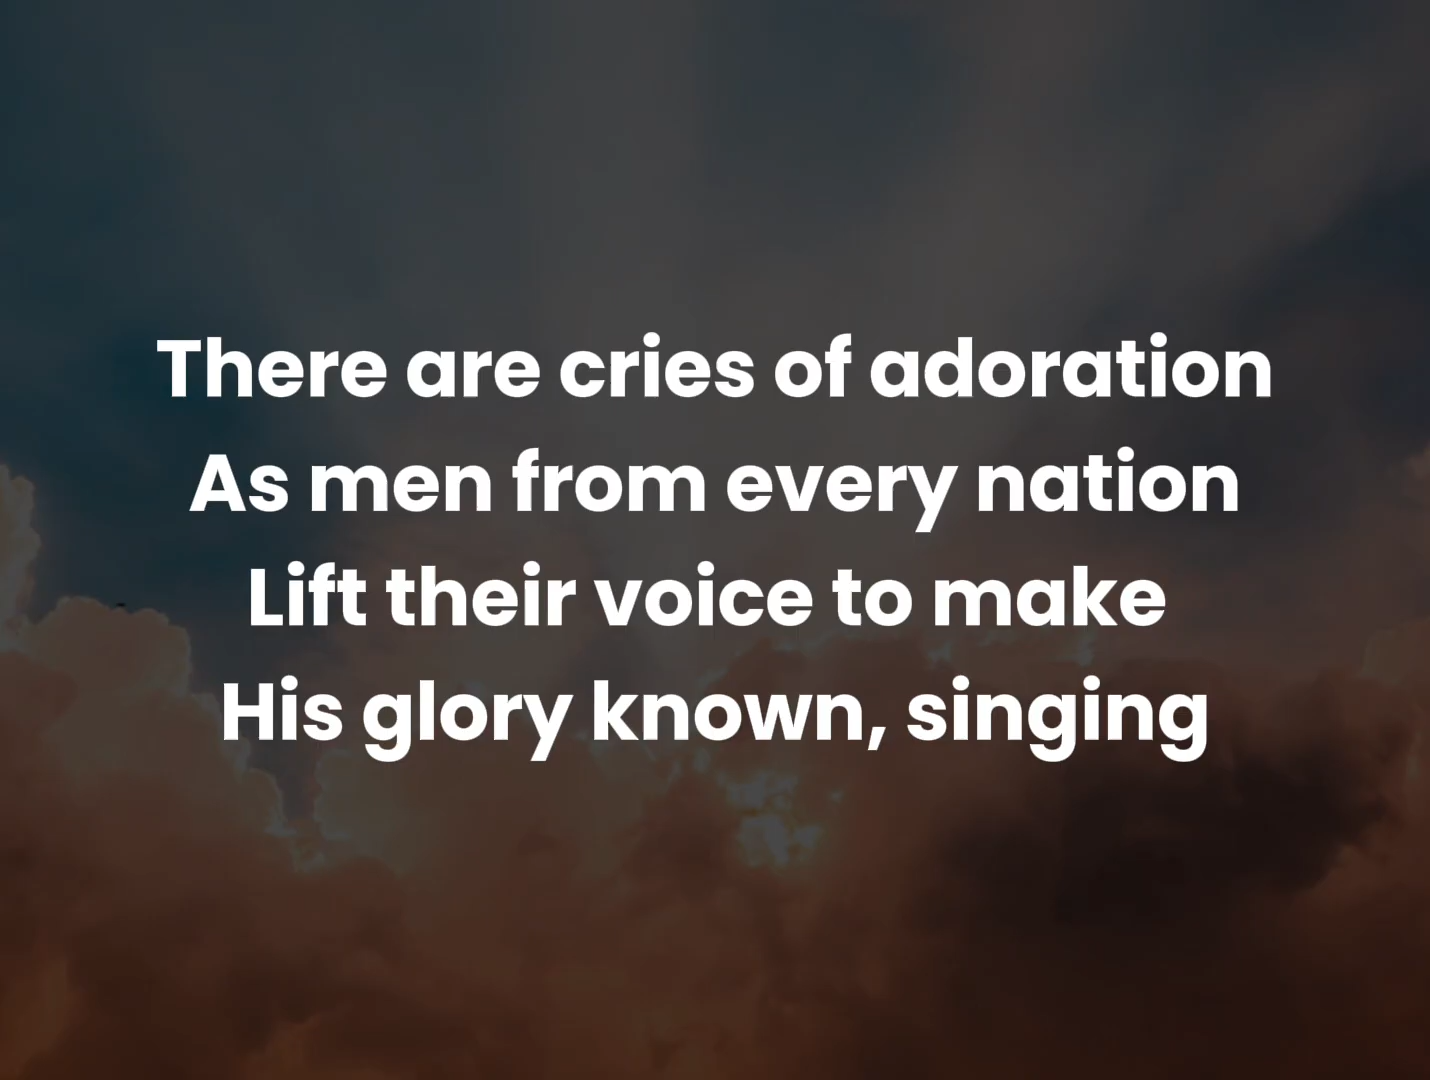 There are cries of adoration
As men from every nation
Lift their voice to make
His glory known, singing